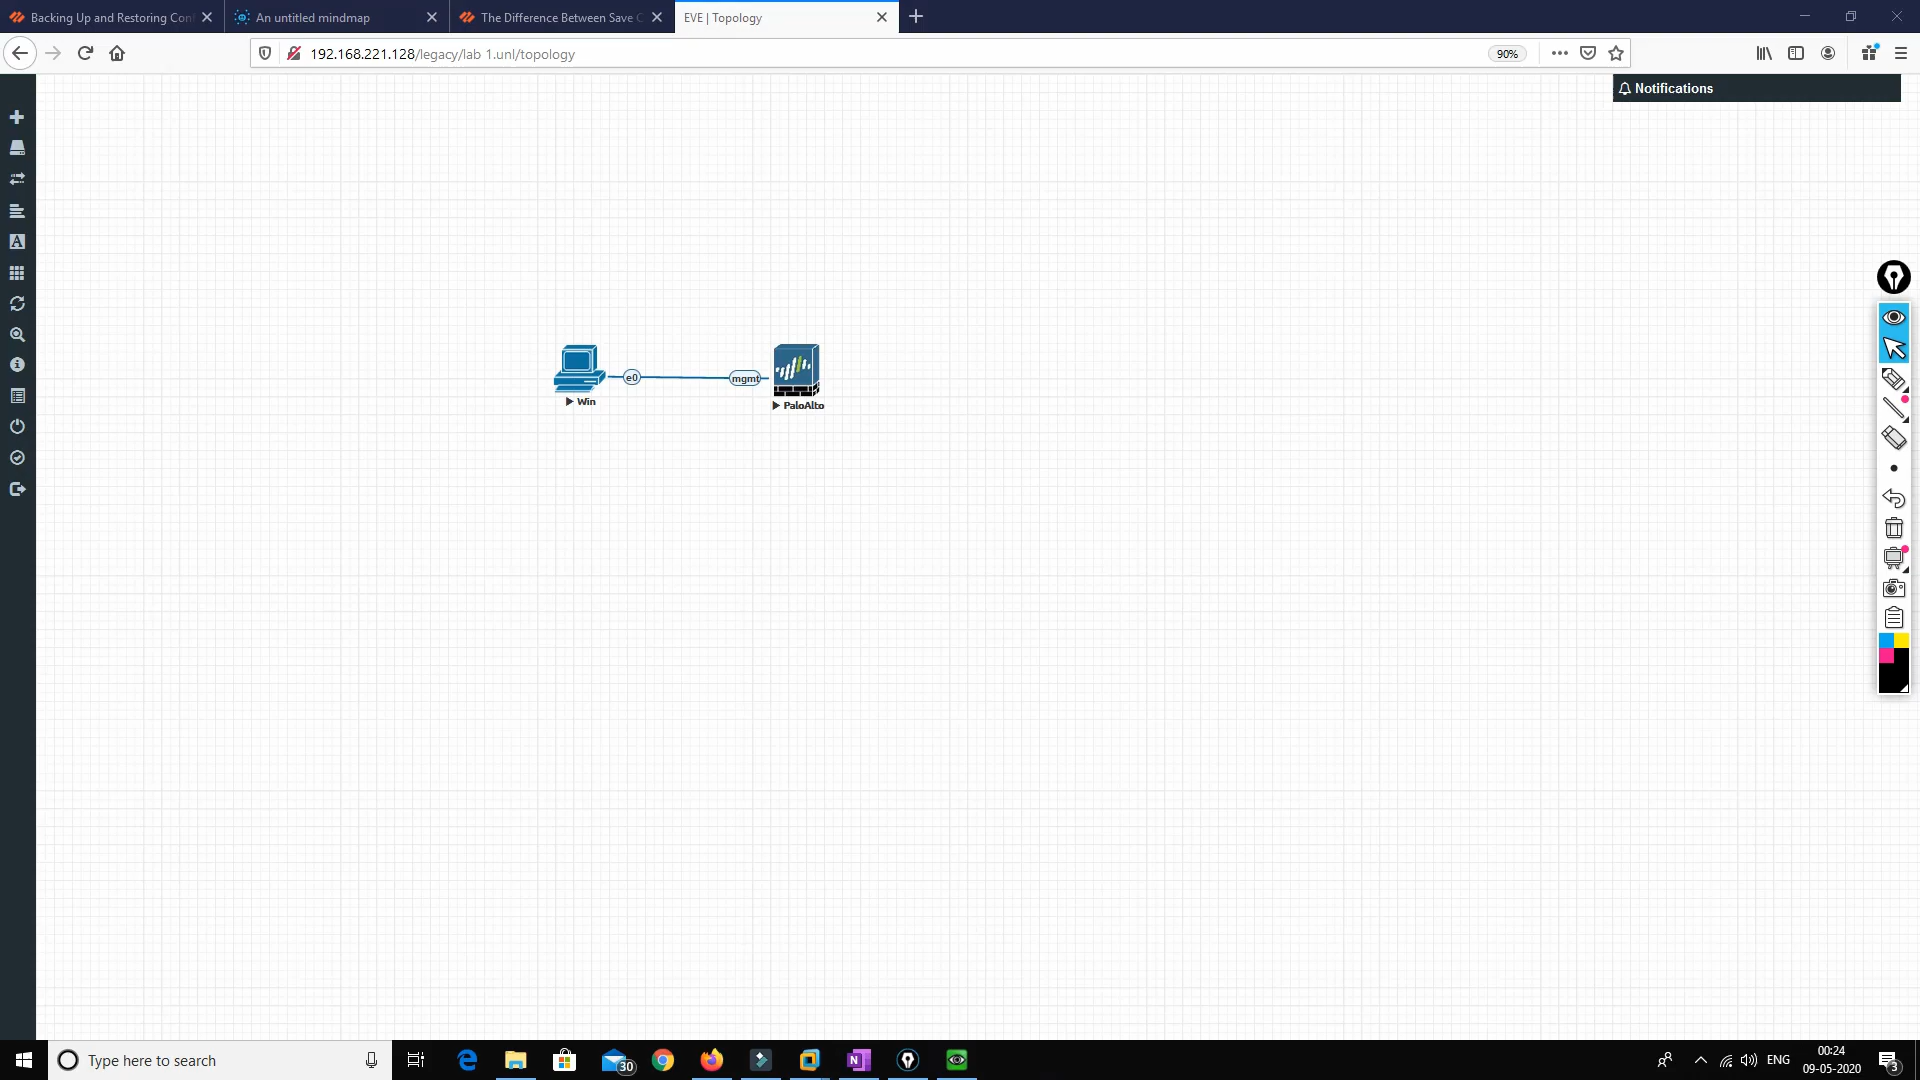 Backing Up and Restoring Con
An untitled mindmap
The Difference Between Save C
EVE | Topology
192.168.221.128/legacy/lab 1.unl/topology
90%
Notifications
e0
mgmt
Win
PaloAlto
Type here to search
30
ENG
00:24
09-05-2020
3